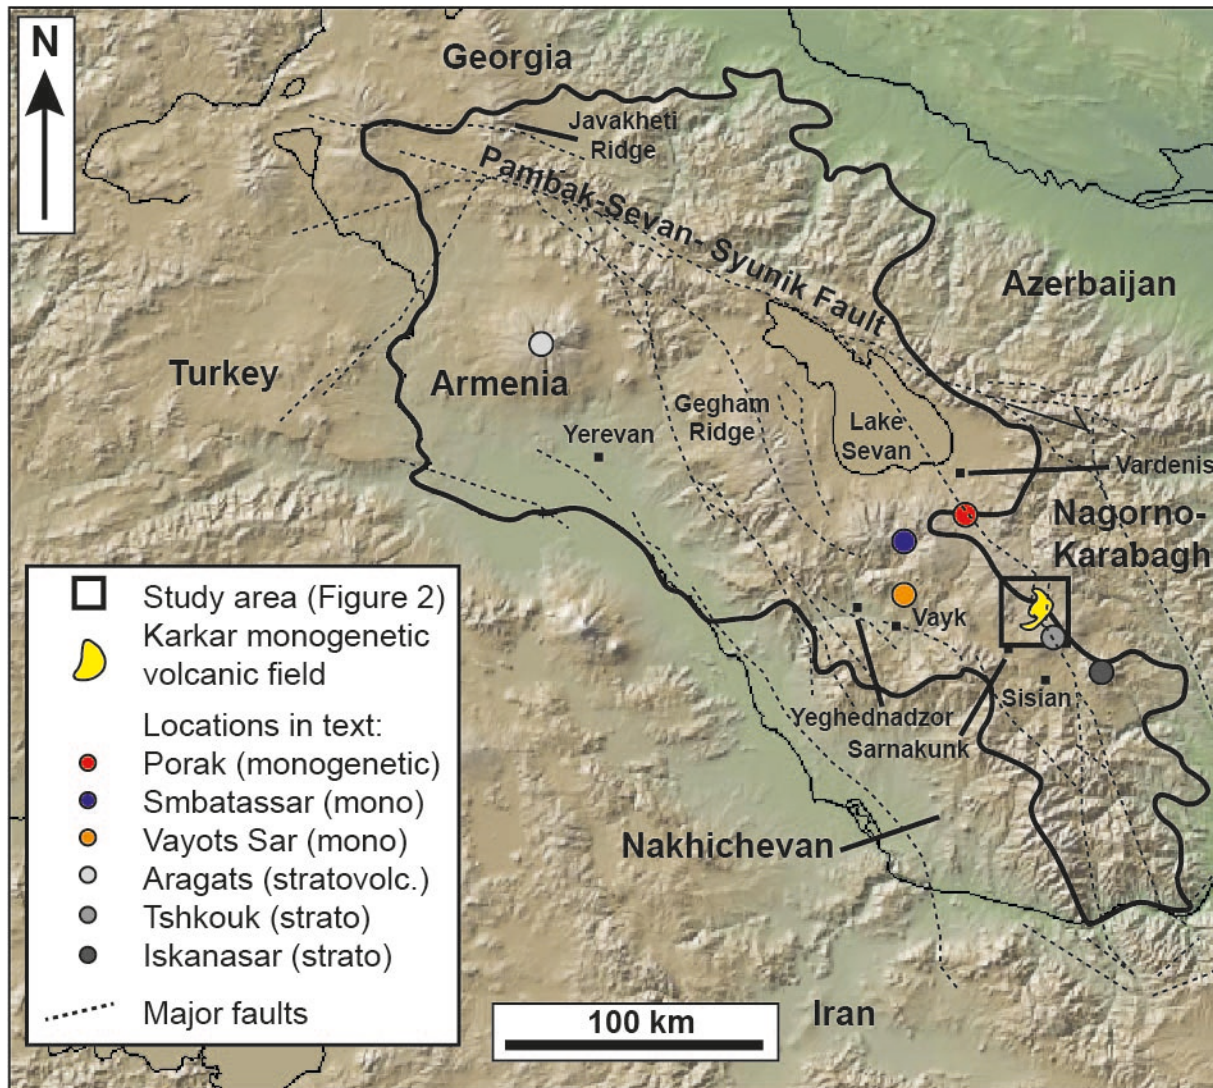 N
Georgia
Javakheti
Ridge
Pambak-Sevan- Syunik Fault
Azerbaijan
Turkey
Armenia
Gegham
Ridge
Lake
Sevan
Yerevan
Vardenis
Nagorno-
Karabagh
Vayk
Sisian
Yeghednadzor
Sarnakunk
Nakhichevan
Iran
Study area (Figure 2)
Karkar monogenetic
volcanic field
Locations in text:
Porak (monogenetic)
Smbatassar (mono)
Vayots Sar (mono)
Aragats (stratovolc.)
Tshkouk (strato)
Iskanasar (strato)
Major faults
100 km